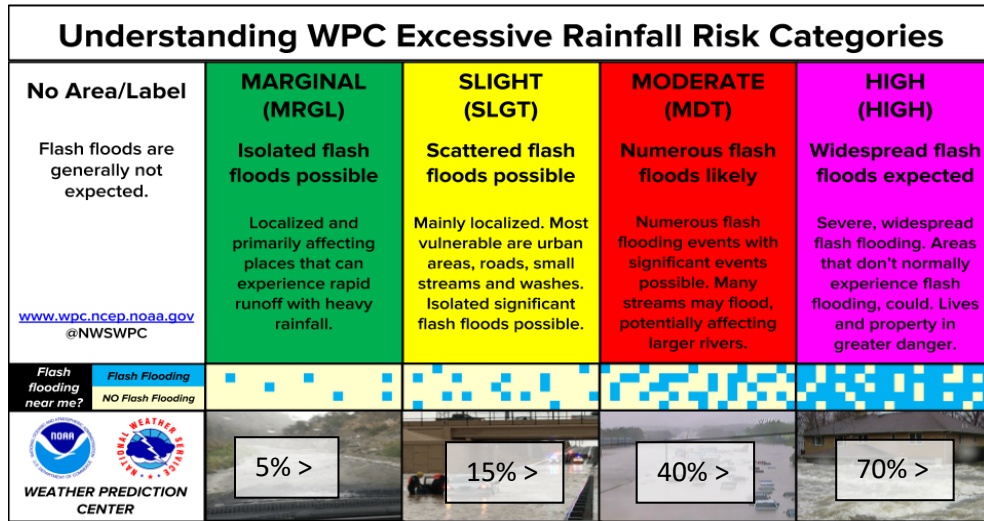 Understanding WPC Excessive Rainfall Risk Categories
No Area/Label
Flash floods are
generally not
expected.
www.wpc.ncep.noaa.gov
@NWSWPC
MARGINAL
(MRGL)
Isolated flash
floods possible
Localized and
primarily affecting
places that can
experience rapid
runoff with heavy
rainfall.
SLIGHT
(SLGT)
Scattered flash
floods possible
Mainly localized. Most
vulnerable are urban
areas, roads, small
streams and washes.
Isolated significant
flash floods possible.
MODERATE
(MDT)
Numerous flash
floods likely
Numerous flash
flooding events with
significant events
possible. Many
streams may flood,
potentially affecting
larger rivers.
HIGH
(HIGH)
Widespread flash
floods expected
Severe, widespread
flash flooding. Areas
that don't normally
experience flash
flooding, could. Lives
and property in
greater danger.
Flash
flooding
near me?
Flash Flooding
NO Flash Flooding
NOAA
NATIONAL WEATHER SERVICE
WEATHER PREDICTION
CENTER
5% >
15% >
40% >
70% >